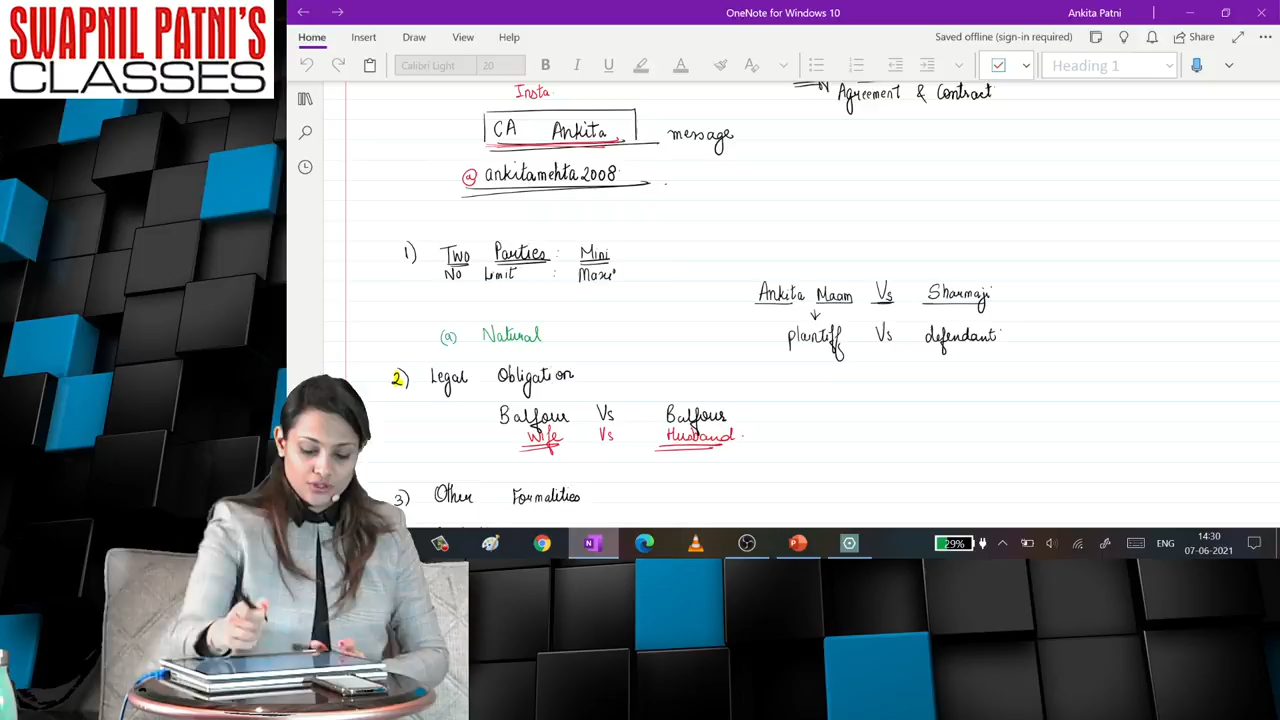 SWAPNIL PATNI'S
CLASSES
OneNote for Windows 10
Ankita Patni
Home Insert Draw View Help
Saved offline (sign-in required)
Share
Calibri Light 20
B I U A
Heading 1
Insta
Agreement & Contract
CA Ankita message
@ ankitamehta2008
1) Two Parties : Mini
No Limit : Maxi
Ankita Maam Vs Sharmaji
(a) Natural
plaintiff Vs defendant
2) Legal Obligation
Balfour Vs Balfour
Wife Vs Husband
3) Other Formalities
29%
ENG
14:30
07-06-2021